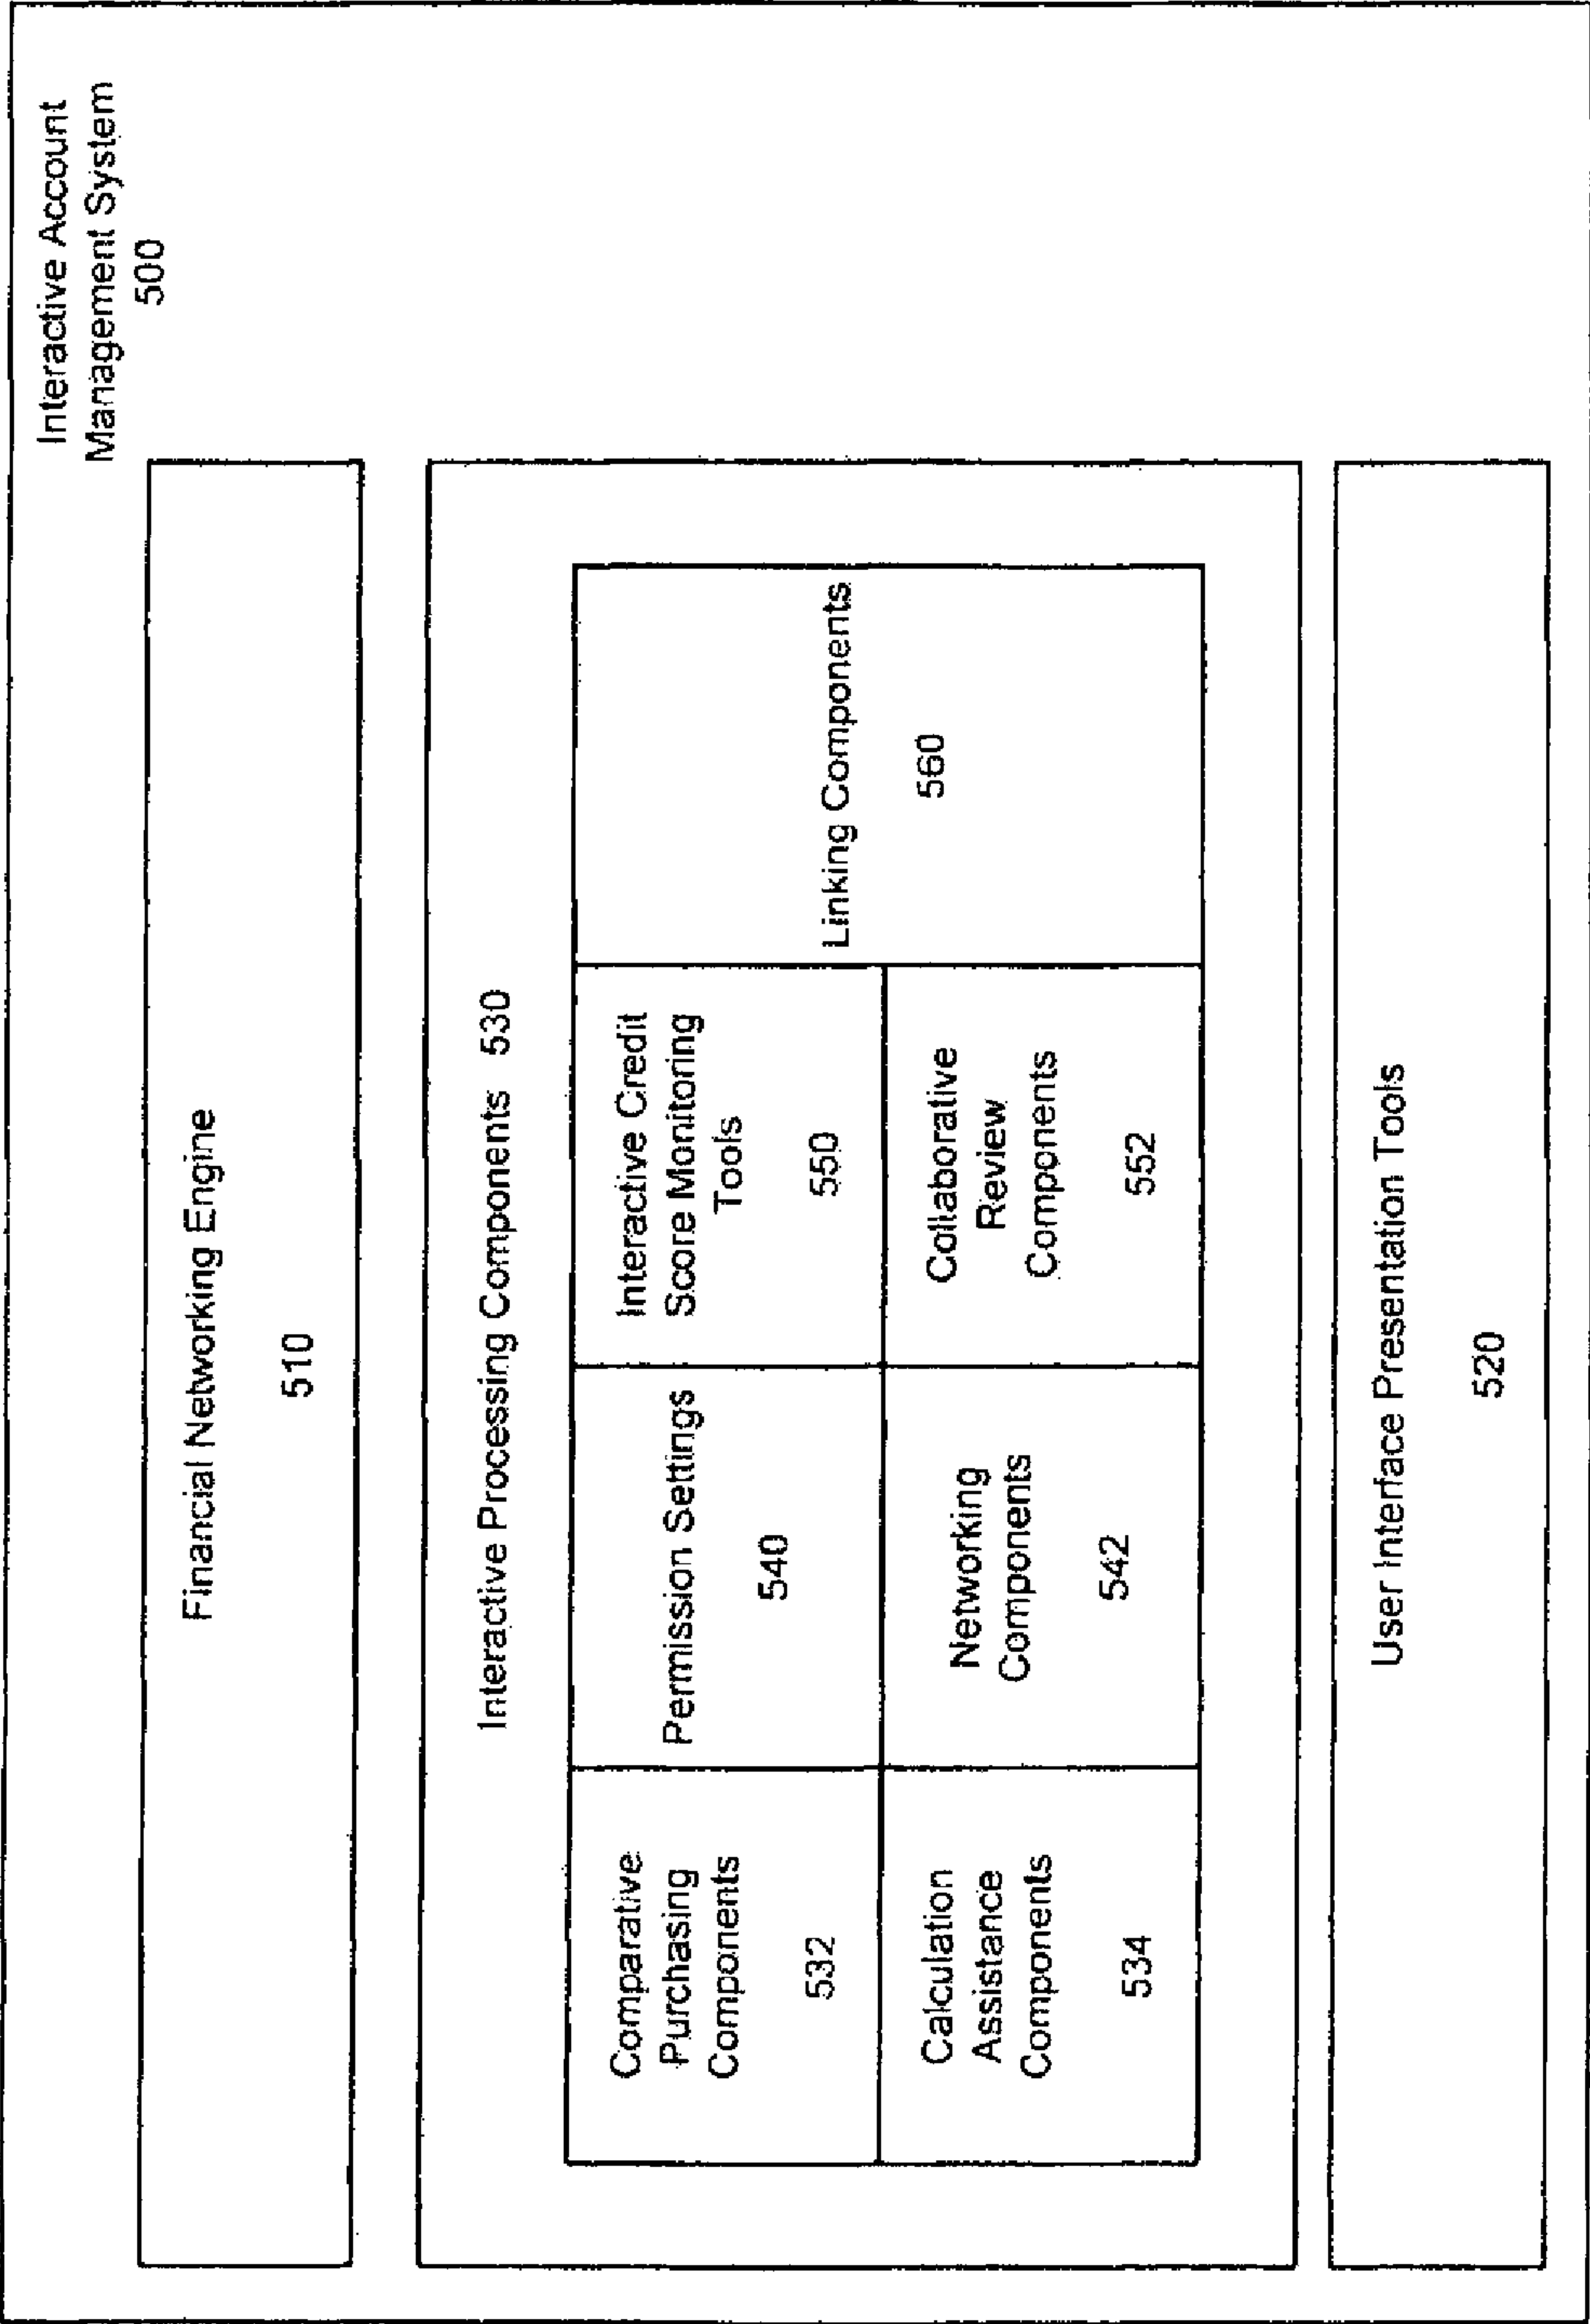 Interactive Account
Management System
500
Financial Networking Engine
510
Interactive Processing Components 530
Comparative
Purchasing
Components
532
Permission Settings
540
Interactive Credit
Score Monitoring
Tools
550
Linking Components
560
Calculation
Assistance
Components
534
Networking
Components
542
Collaborative
Review
Components
552
User Interface Presentation Tools
520